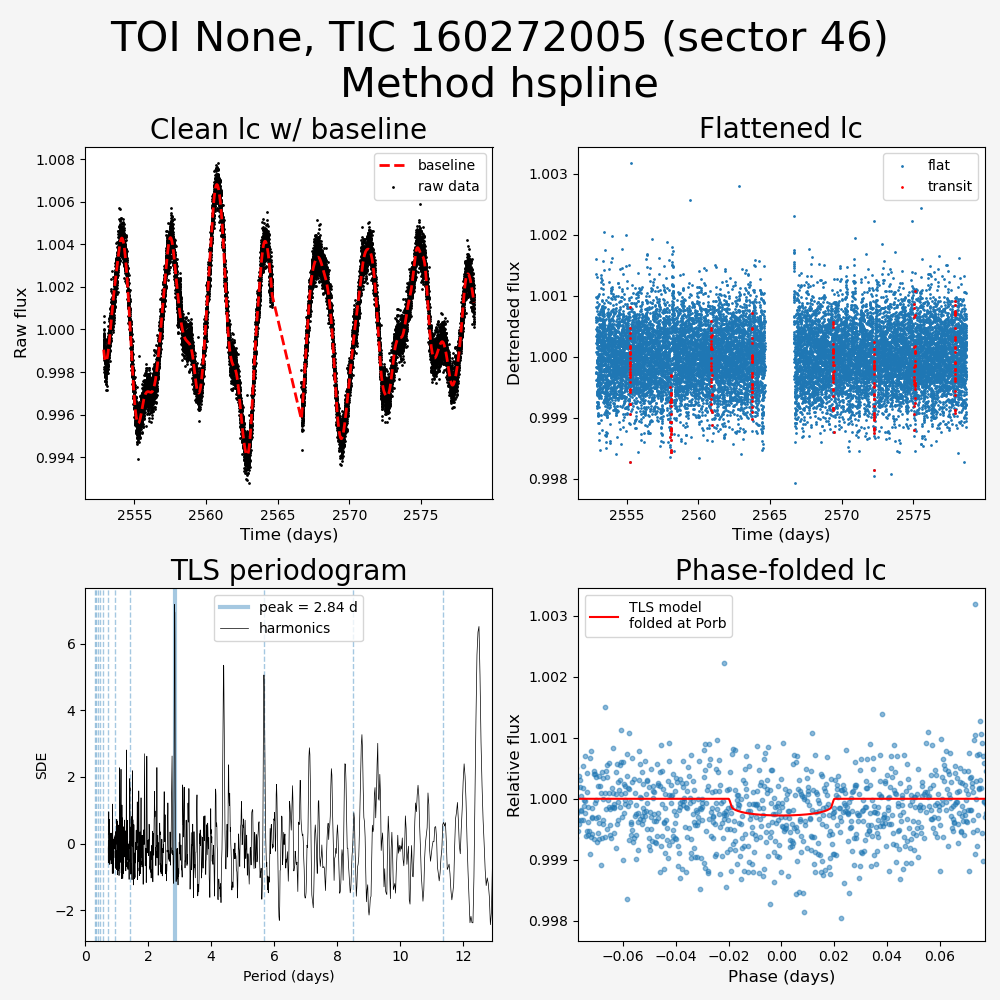 TOI None, TIC 160272005 (sector 46)
Method hspline
Clean lc w/ baseline
Flattened lc
1.008
1.006
1.004
1.002
1.000
0.998
0.996
0.994
Raw flux
baseline
raw data
2555
2560
2565
2570
2575
Time (days)
1.003
1.002
1.001
1.000
0.999
0.998
Detrended flux
flat
transit
2555
2560
2565
2570
2575
Time (days)
TLS periodogram
Phase-folded lc
6
4
2
0
−2
SDE
peak = 2.84 d
harmonics
0
2
4
6
8
10
12
Period (days)
1.003
1.002
1.001
1.000
0.999
0.998
Relative flux
TLS model
folded at Porb
−0.06
−0.04
−0.02
0.00
0.02
0.04
0.06
Phase (days)